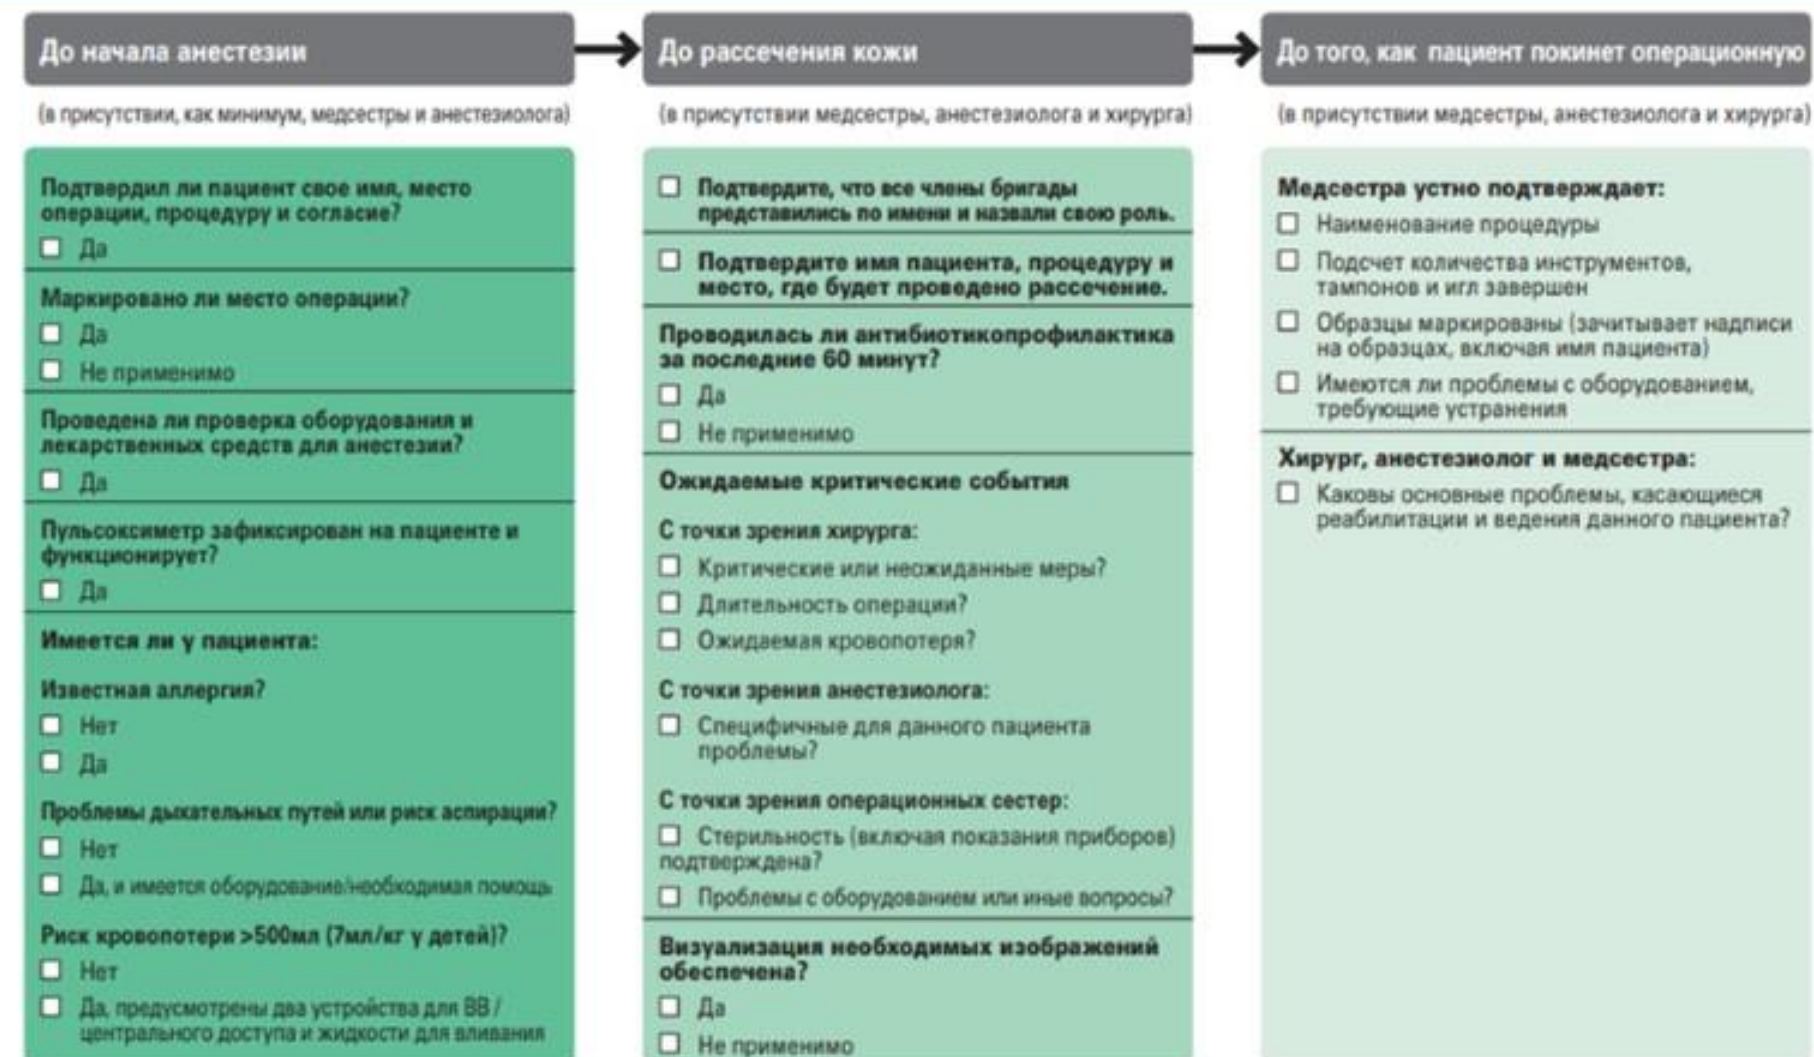 До начала анестезии
(в присутствии, как минимум, медсестры и анестезиолога)
Подтвердил ли пациент свое имя, место
операции, процедуру и согласие?
Да
Маркировано ли место операции?
Да
Не применимо
Проведена ли проверка оборудования и
лекарственных средств для анестезии?
Да
Пульсоксиметр зафиксирован на пациенте и
функционирует?
Да
Имеется ли у пациента:
Известная аллергия?
Нет
Да
Проблемы дыхательных путей или риск аспирации?
Нет
Да, и имеется оборудование/необходимая помощь
Риск кровопотери >500мл (7мл/кг у детей)?
Нет
Да, предусмотрены два устройства для ВВ /
центрального доступа и жидкости для вливания
До рассечения кожи
(в присутствии медсестры, анестезиолога и хирурга)
Подтвердите, что все члены бригады
представились по имени и назвали свою роль.
Подтвердите имя пациента, процедуру и
место, где будет проведено рассечение.
Проводилась ли антибиотикопрофилактика
за последние 60 минут?
Да
Не применимо
Ожидаемые критические события
С точки зрения хирурга:
Критические или неожиданные меры?
Длительность операции?
Ожидаемая кровопотеря?
С точки зрения анестезиолога:
Специфичные для данного пациента
проблемы?
С точки зрения операционных сестер:
Стерильность (включая показания приборов)
подтверждена?
Проблемы с оборудованием или иные вопросы?
Визуализация необходимых изображений
обеспечена?
Да
Не применимо
До того, как пациент покинет операционную
(в присутствии медсестры, анестезиолога и хирурга)
Медсестра устно подтверждает:
Наименование процедуры
Подсчет количества инструментов,
тампонов и игл завершен
Образцы маркированы (зачитывает надписи
на образцах, включая имя пациента)
Имеются ли проблемы с оборудованием,
требующие устранения
Хирург, анестезиолог и медсестра:
Каковы основные проблемы, касающиеся
реабилитации и ведения данного пациента?